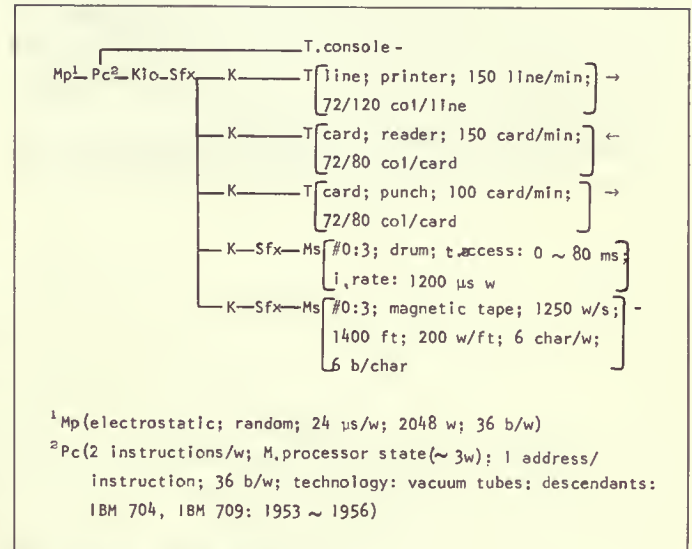 T.console -
Mp¹ Pc² Kio Sfx K T[line; printer; 150 line/min;] →
72/120 col/line
K T[card; reader; 150 card/min;] ←
72/80 col/card
K T[card; punch; 100 card/min;] →
72/80 col/card
K Sfx Ms[#0:3; drum; t.access: 0 ~ 80 ms;
i.rate: 1200 μs w]
K Sfx Ms[#0:3; magnetic tape; 1250 w/s; -
1400 ft; 200 w/ft; 6 char/w;
6 b/char]
¹Mp(electrostatic; random; 24 μs/w; 2048 w; 36 b/w)
²Pc(2 instructions/w; M.processor state(~ 3w); 1 address/
instruction; 36 b/w; technology: vacuum tubes; descendants:
IBM 704, IBM 709: 1953 ~ 1956)